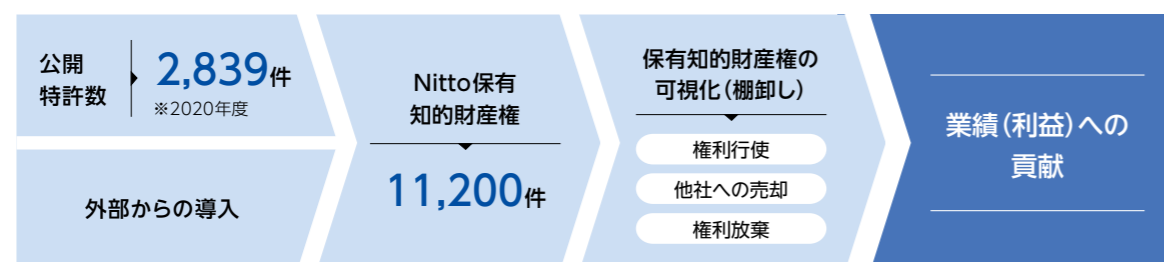 公開
特許数
2,839件
※2020年度
外部からの導入
Nitto保有
知的財産権
11,200件
保有知的財産権の
可視化（棚卸し）
権利行使
他社への売却
権利放棄
業績（利益）への
貢献